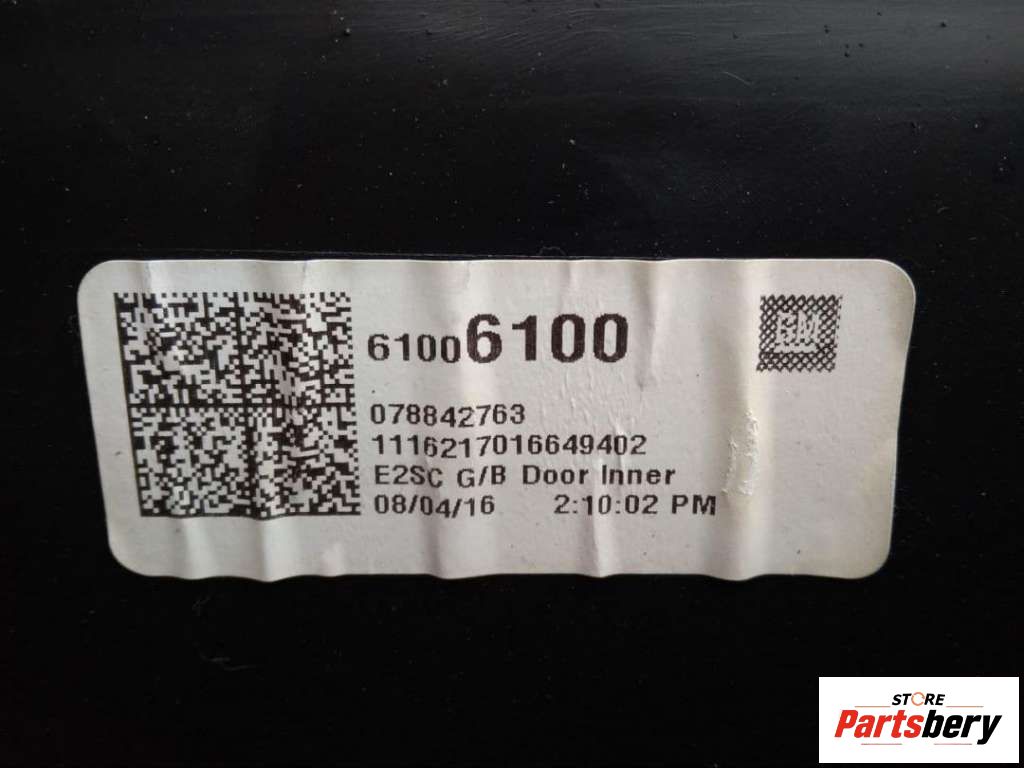 61006100
GM
078842763
1116217016649402
E2SC G/B Door Inner
08/04/16 2:10:02 PM
STORE
Partsbery